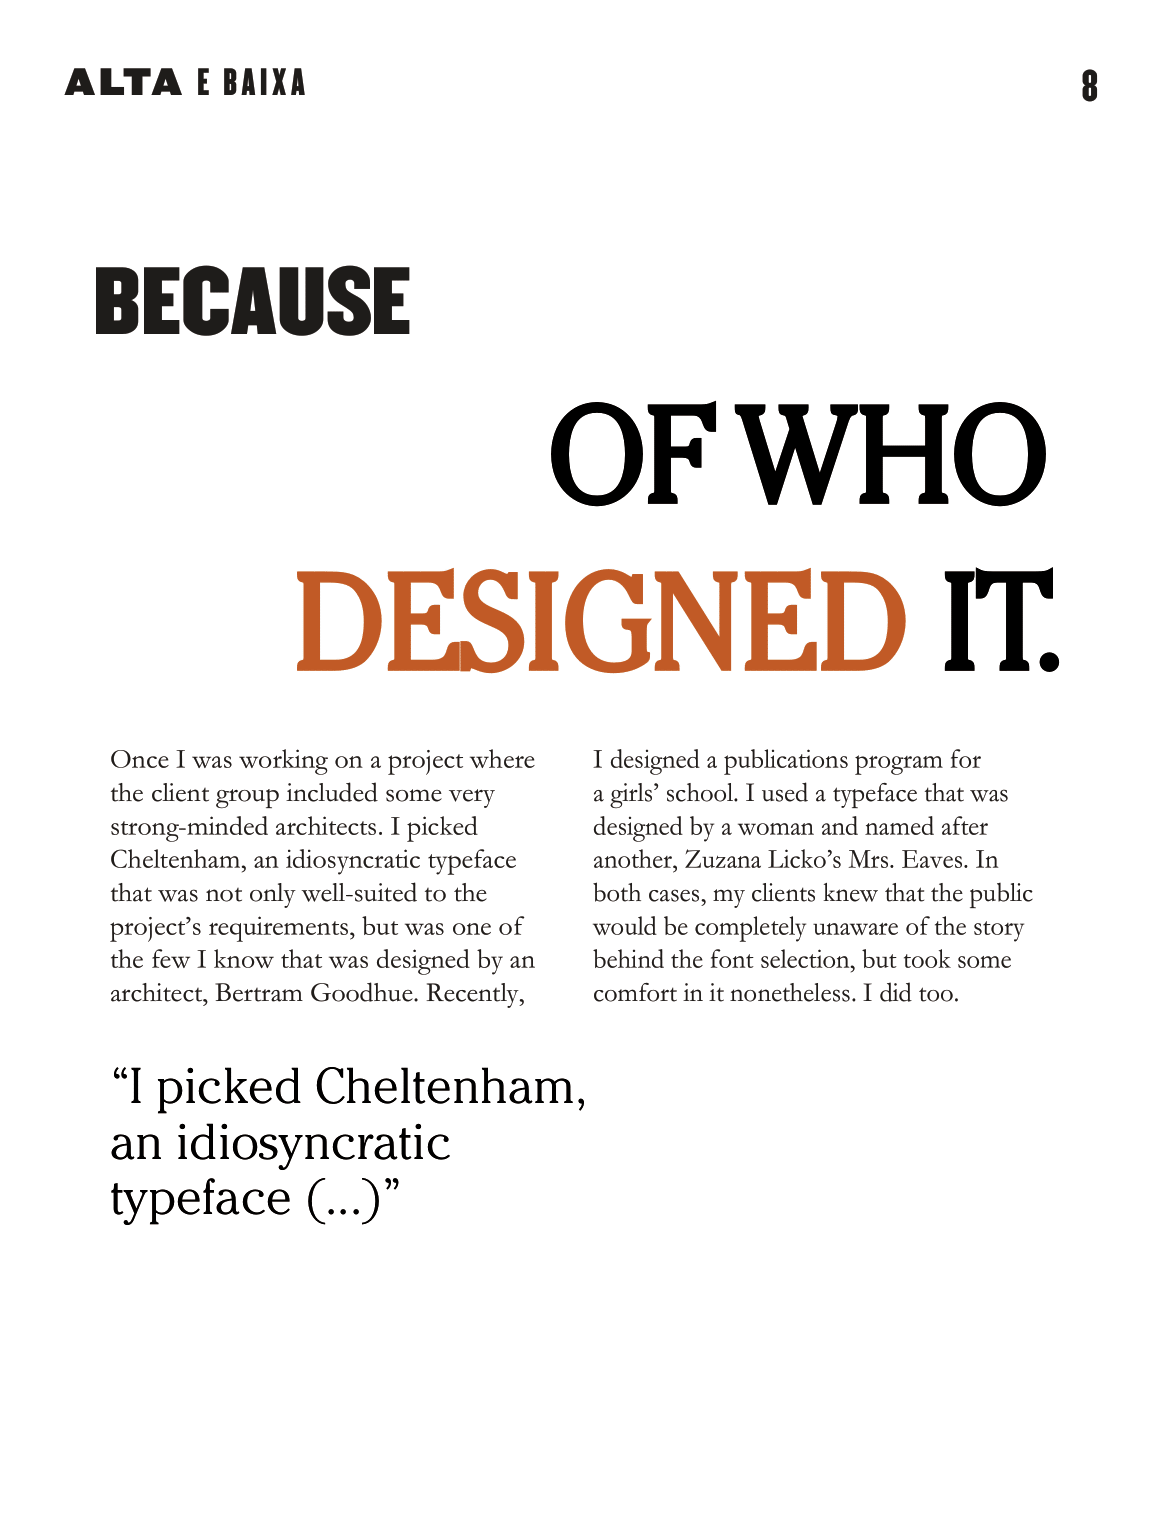 ALTA E BAIXA
8
BECAUSE
OF WHO
DESIGNED IT.
Once I was working on a project where
the client group included some very
strong-minded architects. I picked
Cheltenham, an idiosyncratic typeface
that was not only well-suited to the
project’s requirements, but was one of
the few I know that was designed by an
architect, Bertram Goodhue. Recently,
I designed a publications program for
a girls’ school. I used a typeface that was
designed by a woman and named after
another, Zuzana Licko’s Mrs. Eaves. In
both cases, my clients knew that the public
would be completely unaware of the story
behind the font selection, but took some
comfort in it nonetheless. I did too.
“I picked Cheltenham,
an idiosyncratic
typeface (...)”